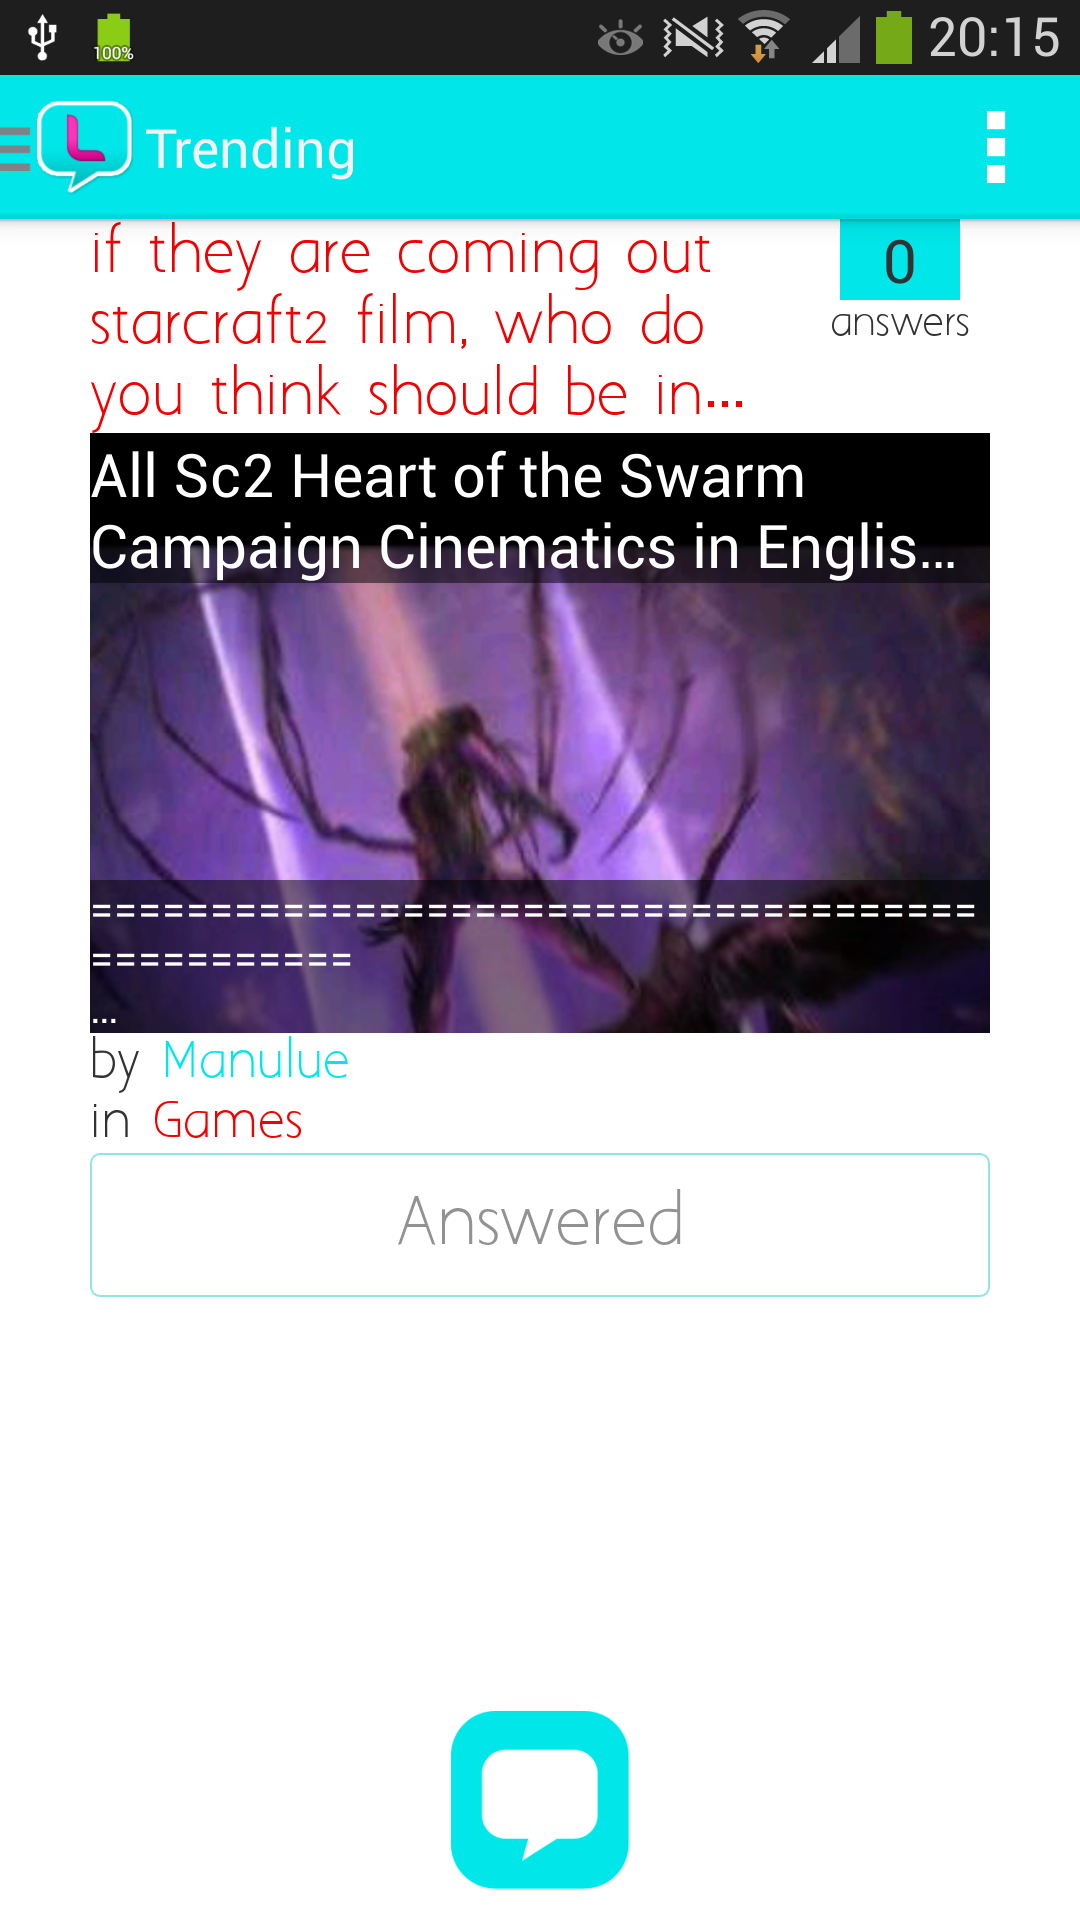 100%
20:15
L Trending
if they are coming out
starcraft2 film, who do
you think should be in...
0
answers
All Sc2 Heart of the Swarm
Campaign Cinematics in Englis...
=====================================
===========
...
by Manulue
in Games
Answered